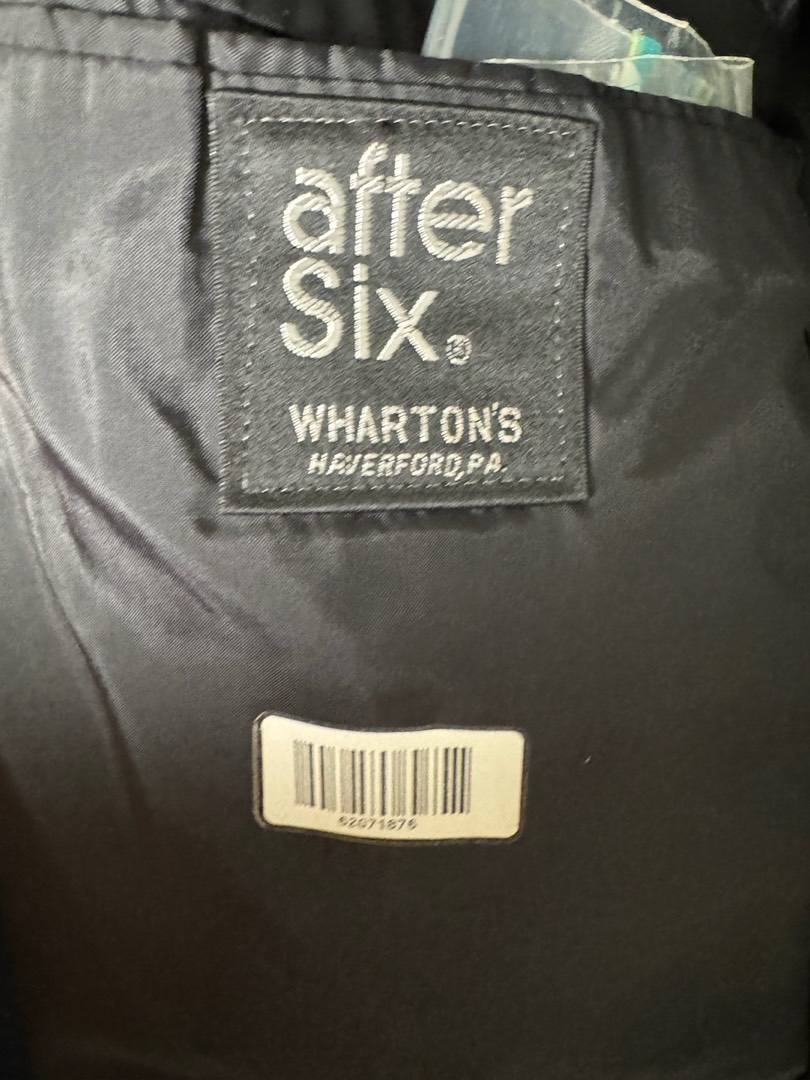 after
Six®
WHARTON'S
HAVERFORD,PA.
62071876